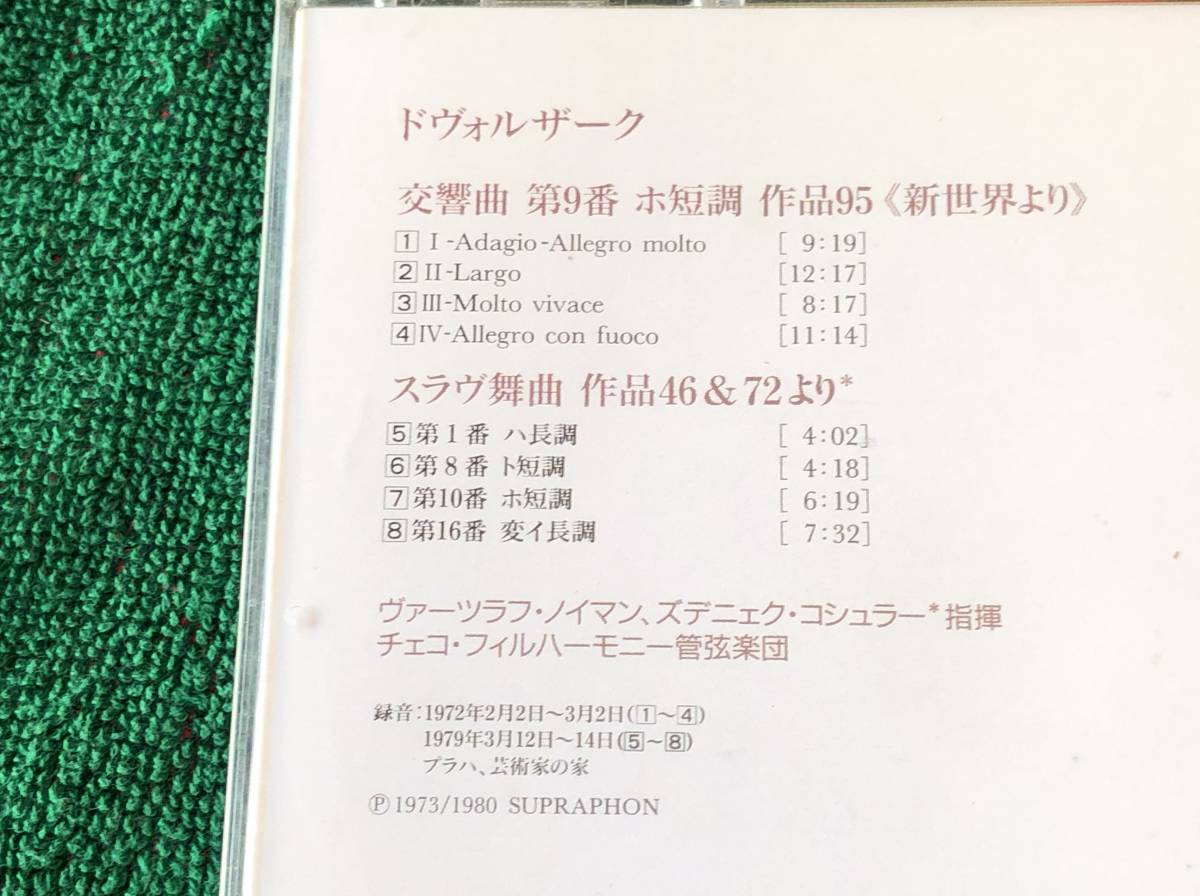 ドヴォルザーク
交響曲 第9番 ホ短調 作品95《新世界より》
1 I-Adagio-Allegro molto [ 9:19]
2 II-Largo [12:17]
3 III-Molto vivace [ 8:17]
4 IV-Allegro con fuoco [11:14]
スラヴ舞曲 作品46&72より*
5 第1番 ハ長調 [ 4:02]
6 第8番 ト短調 [ 4:18]
7 第10番 ホ短調 [ 6:19]
8 第16番 変イ長調 [ 7:32]
ヴァーツラフ・ノイマン、ズデニェク・コシュラー*指揮
チェコ・フィルハーモニー管弦楽団
録音:1972年2月2日~3月2日(1~4)
1979年3月12日~14日(5~8)
プラハ、芸術家の家
Ⓟ 1973/1980 SUPRAPHON